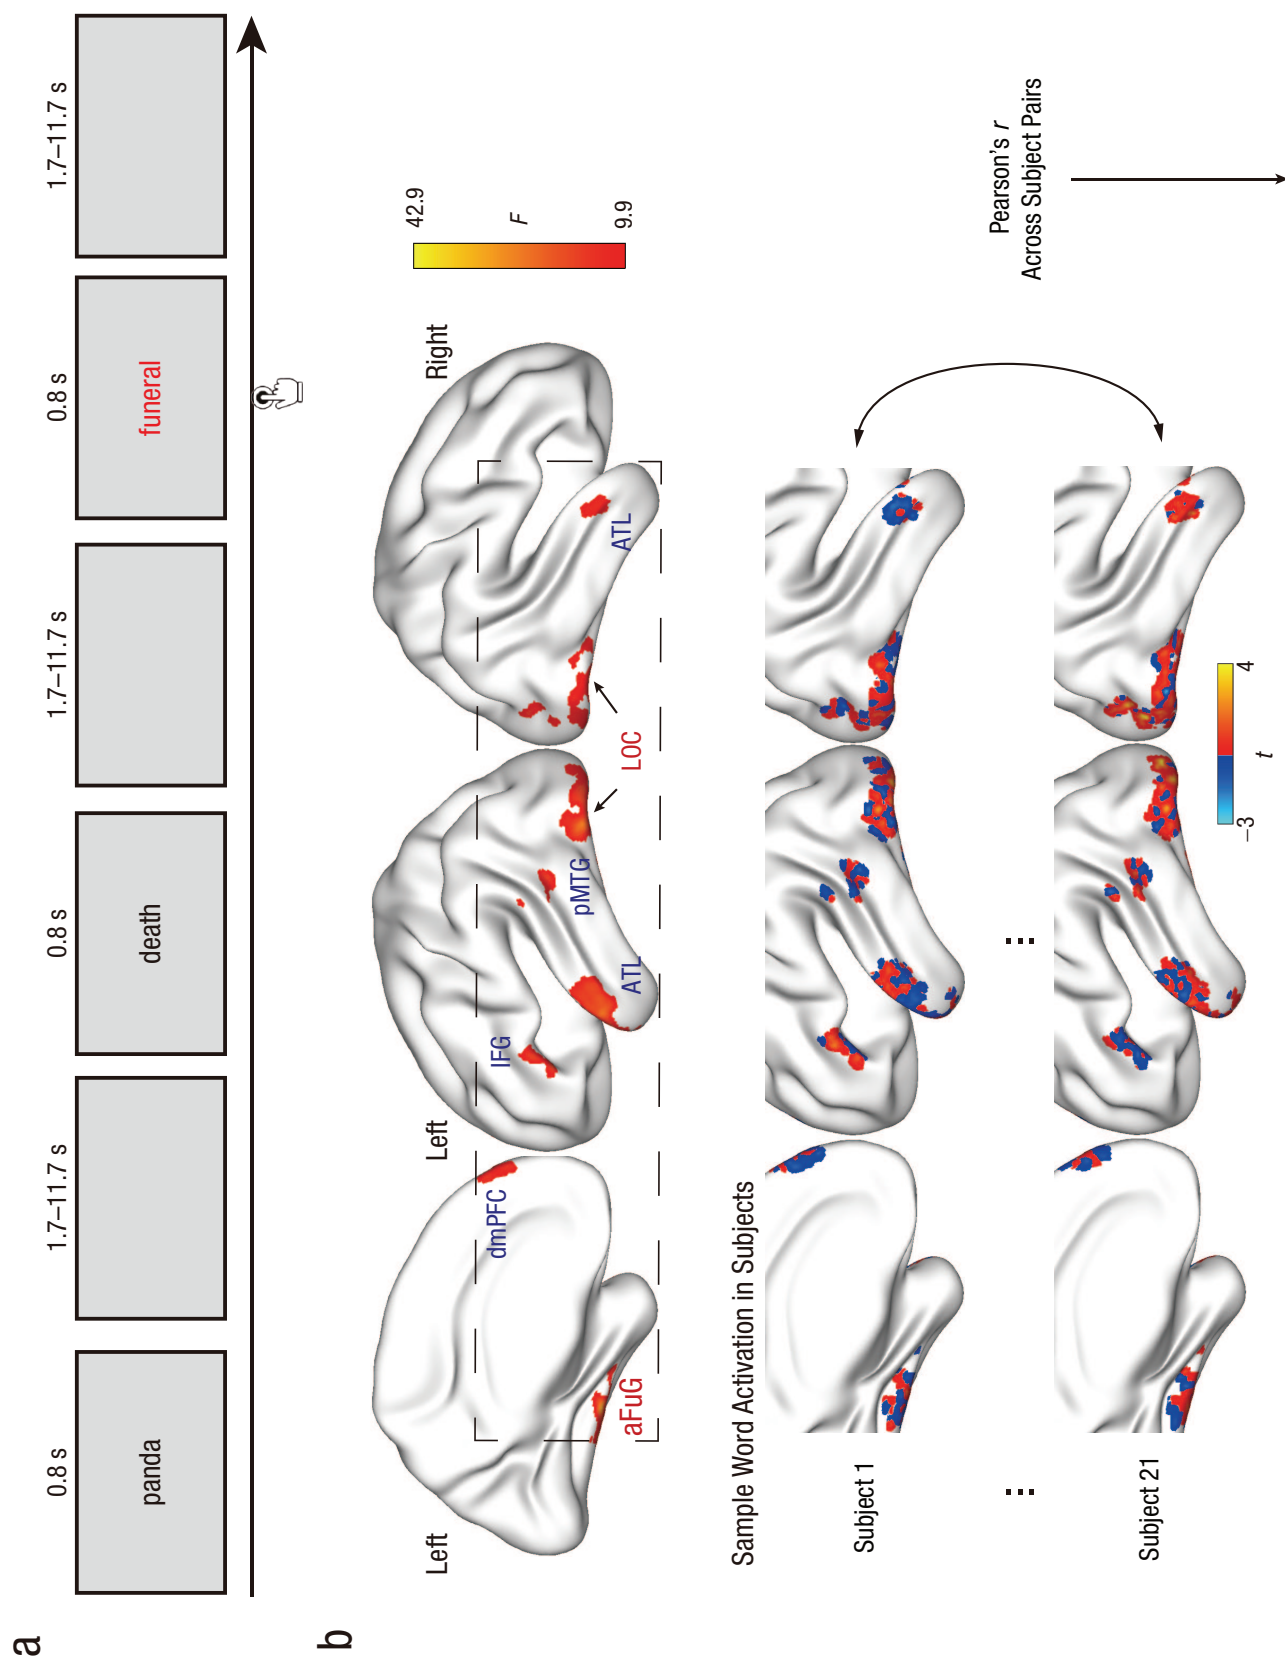 a
0.8 s
1.7–11.7 s
0.8 s
1.7–11.7 s
0.8 s
1.7–11.7 s
panda
death
funeral
b
Left
Left
Right
dmPFC
aFuG
IFG
ATL
pMTG
LOC
ATL
42.9
F
9.9
Sample Word Activation in Subjects
Subject 1
Pearson's r
Across Subject Pairs
Subject 21
–3
t
4